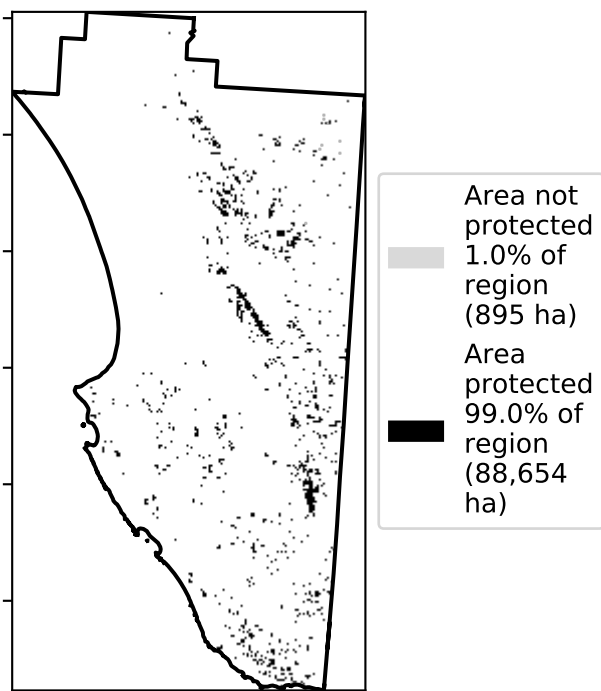 Area not
protected
1.0% of
region
(895 ha)
Area
protected
99.0% of
region
(88,654
ha)